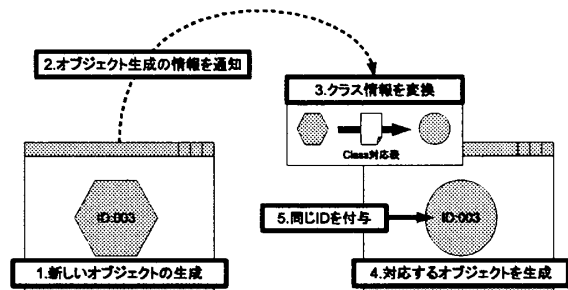 2.オブジェクト生成の情報を通知
3.クラス情報を変換
Class対応表
ID:003
ID:003
5.同じIDを付与
1.新しいオブジェクトの生成
4.対応するオブジェクトを生成